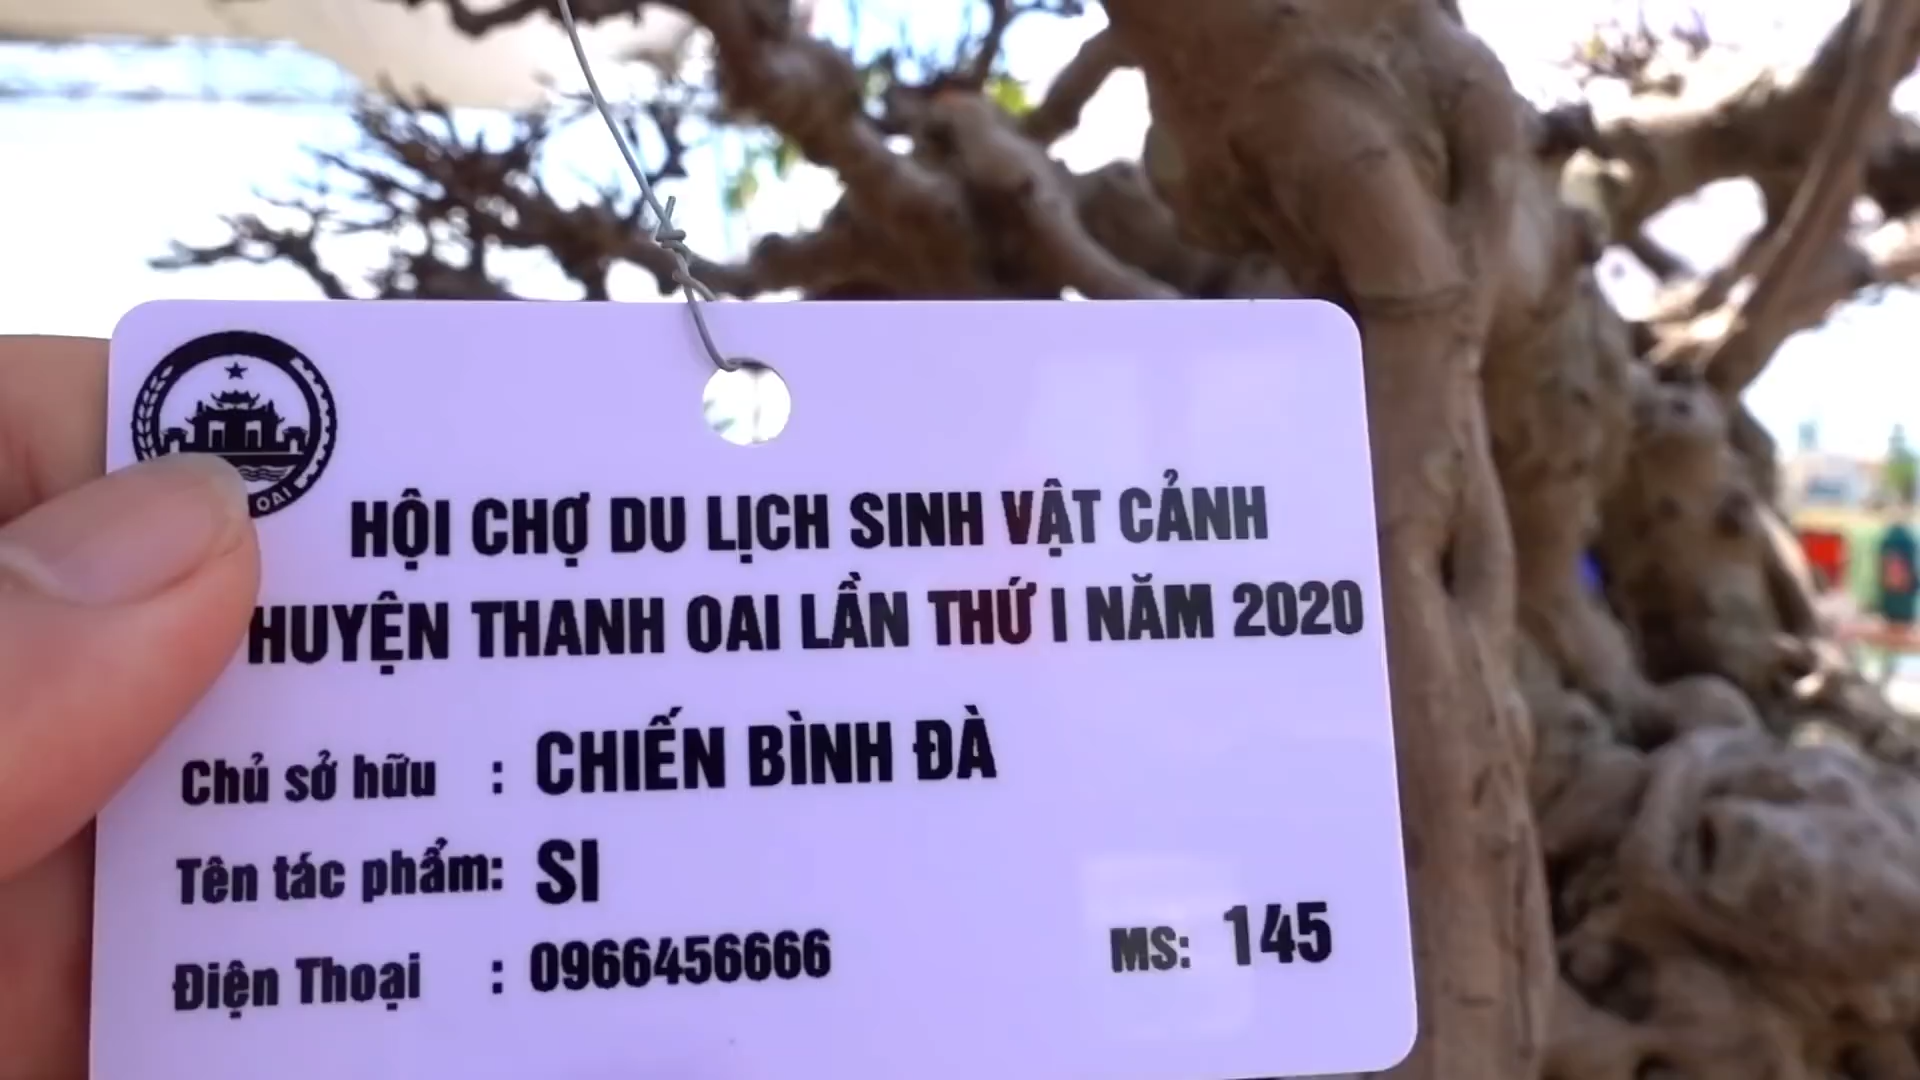 OAI
HỘI CHỢ DU LỊCH SINH VẬT CẢNH
HUYỆN THANH OAI LẦN THỨ I NĂM 2020
Chủ sở hữu : CHIẾN BÌNH ĐÀ
Tên tác phẩm: SI
Điện Thoại : 0966456666
MS: 145